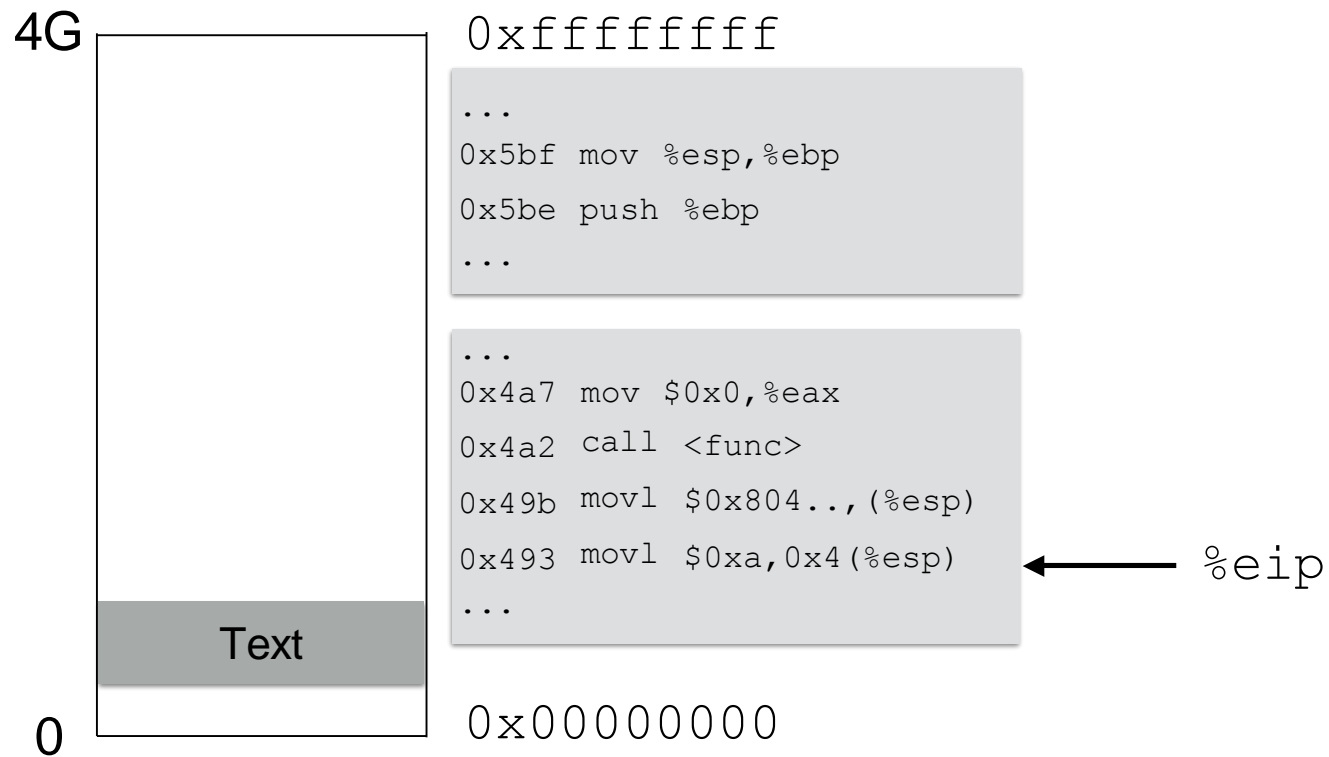 4G
0xffffffff
...
0x5bf mov %esp,%ebp
0x5be push %ebp
...
...
0x4a7 mov $0x0,%eax
0x4a2 call <func>
0x49b movl $0x804..,(%esp)
0x493 movl $0xa,0x4(%esp)
...
%eip
Text
0
0x00000000